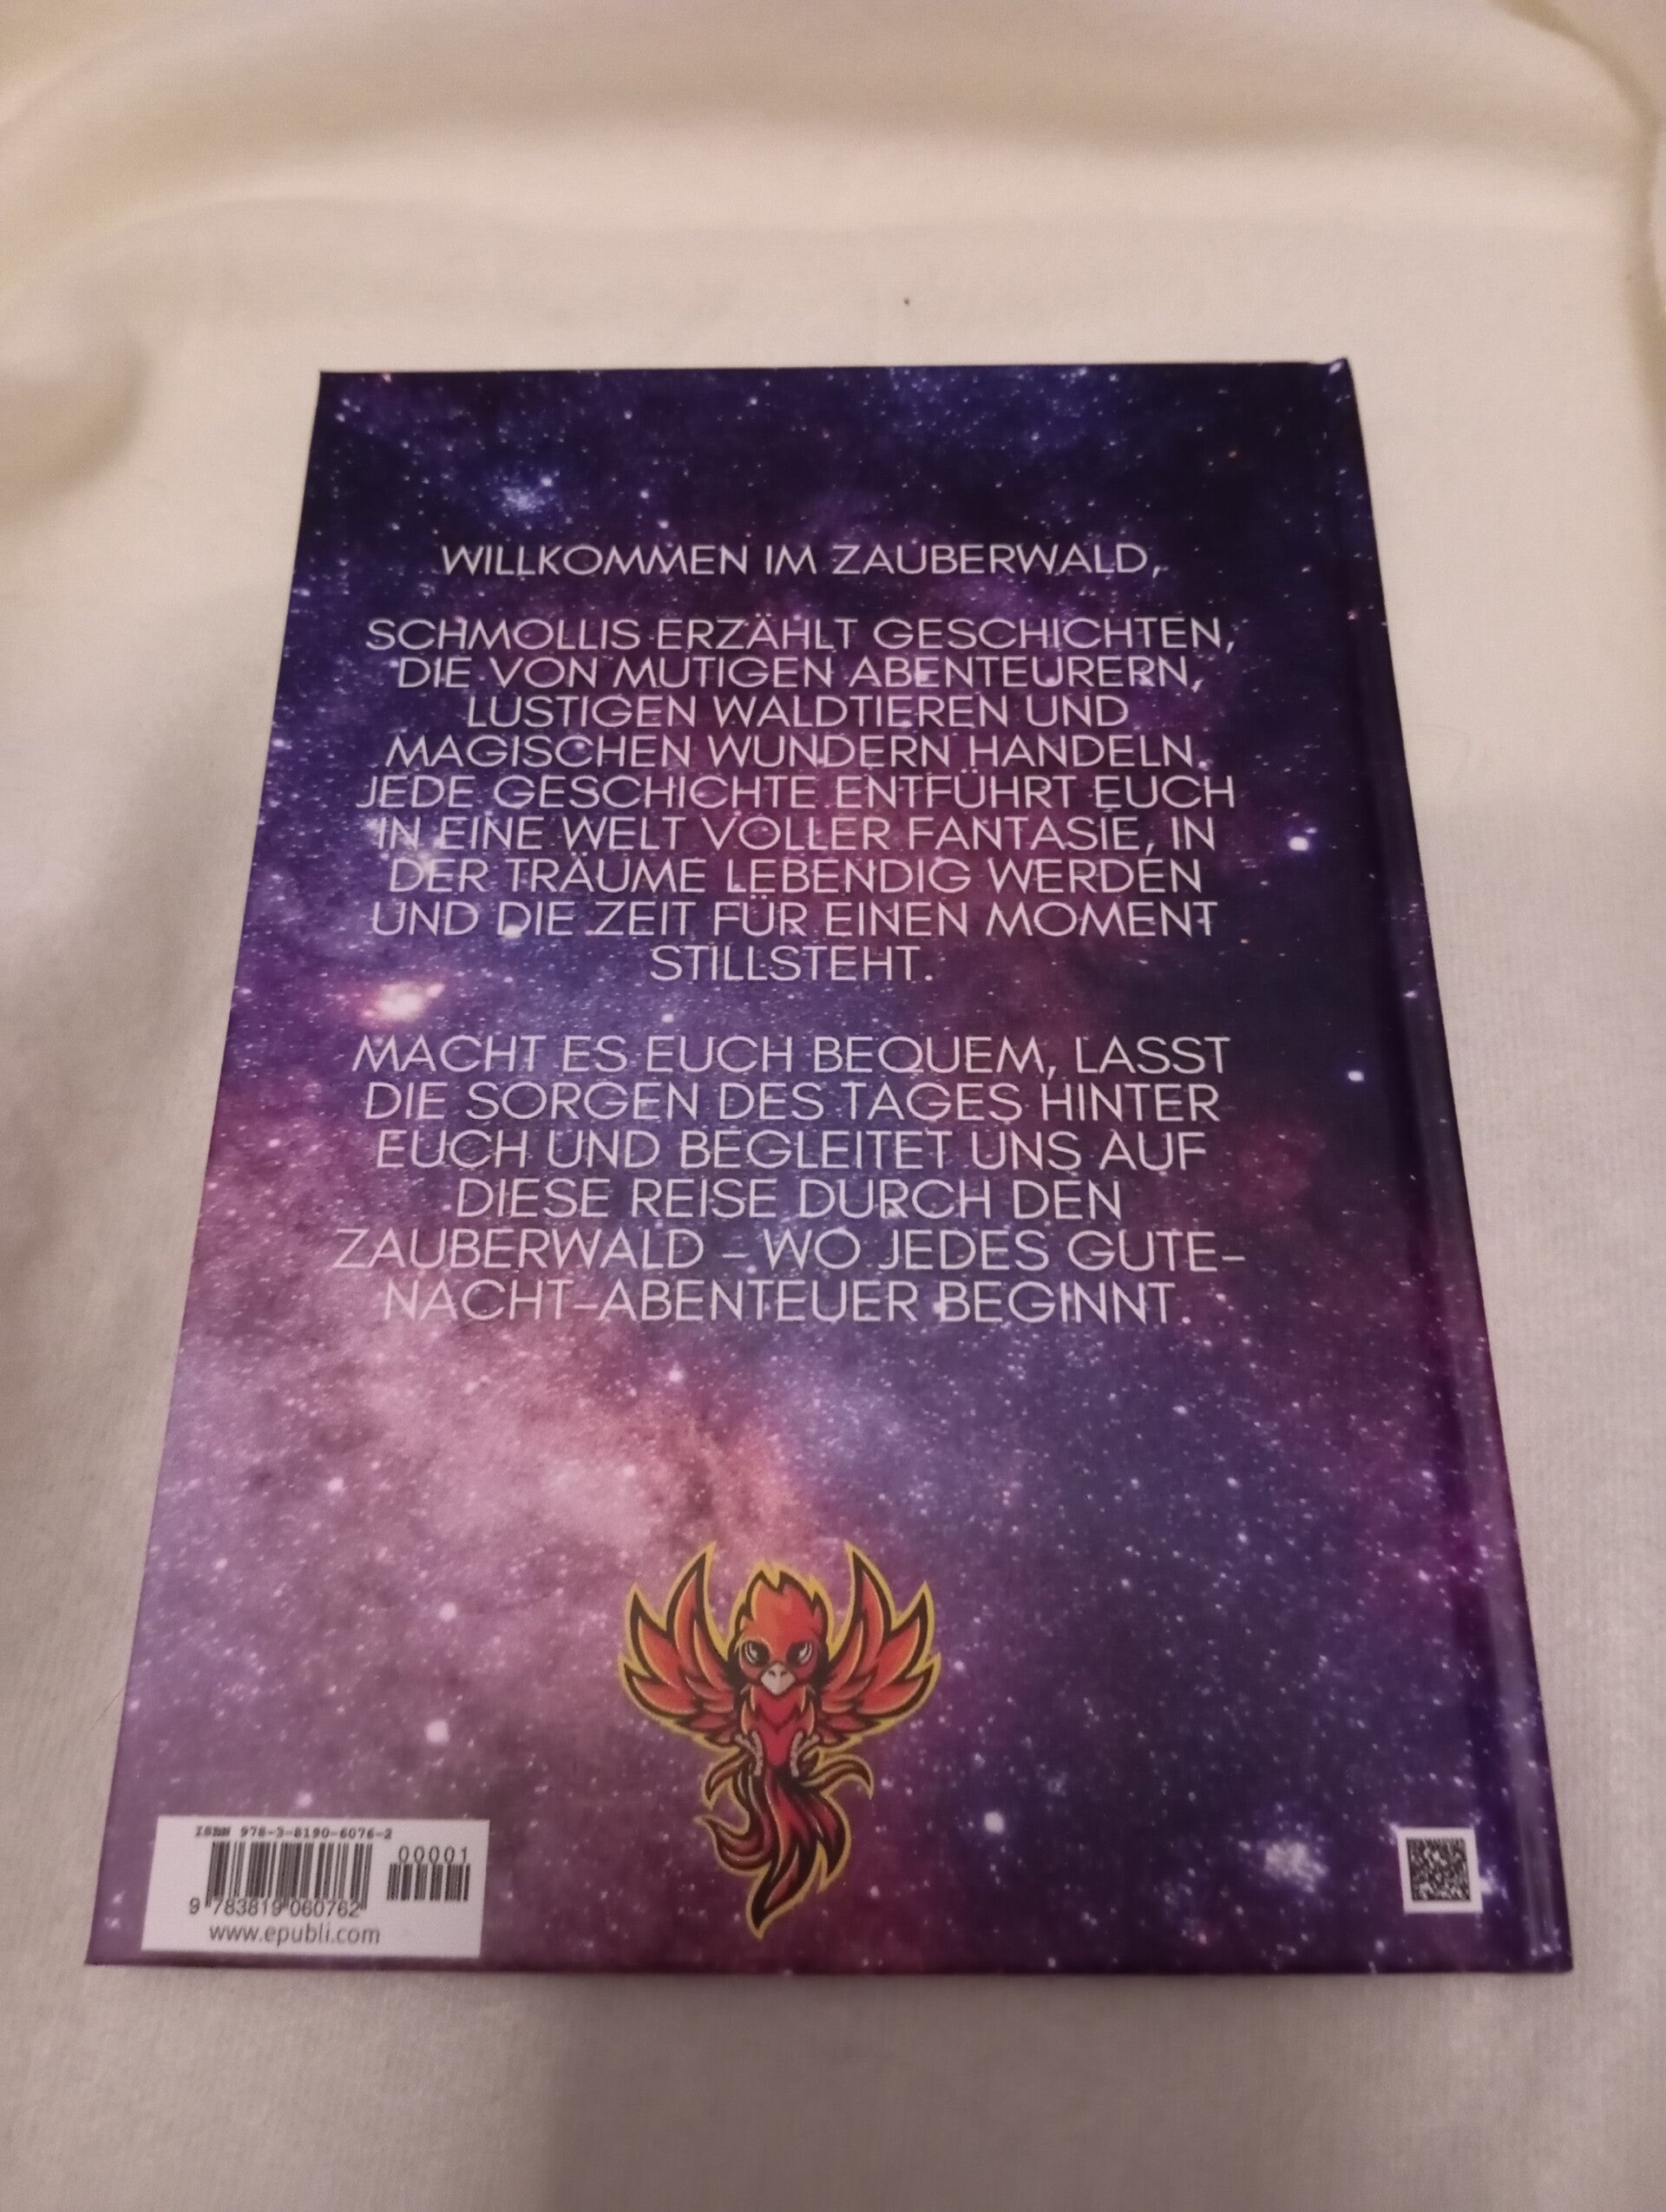 WILLKOMMEN IM ZAUBERWALD,
SCHMOLLIS ERZÄHLT GESCHICHTEN,
DIE VON MUTIGEN ABENTEURERN,
LUSTIGEN WALDTIEREN UND
MAGISCHEN WUNDERN HANDELN.
JEDE GESCHICHTE ENTFÜHRT EUCH
IN EINE WELT VOLLER FANTASIE, IN
DER TRÄUME LEBENDIG WERDEN
UND DIE ZEIT FÜR EINEN MOMENT
STILLSTEHT.
MACHT ES EUCH BEQUEM, LASST
DIE SORGEN DES TAGES HINTER
EUCH UND BEGLEITET UNS AUF
DIESE REISE DURCH DEN
ZAUBERWALD – WO JEDES GUTE-
NACHT-ABENTEUER BEGINNT.
ISBN 978-3-8190-6076-2
00001
9 783819 060762
www.epubli.com